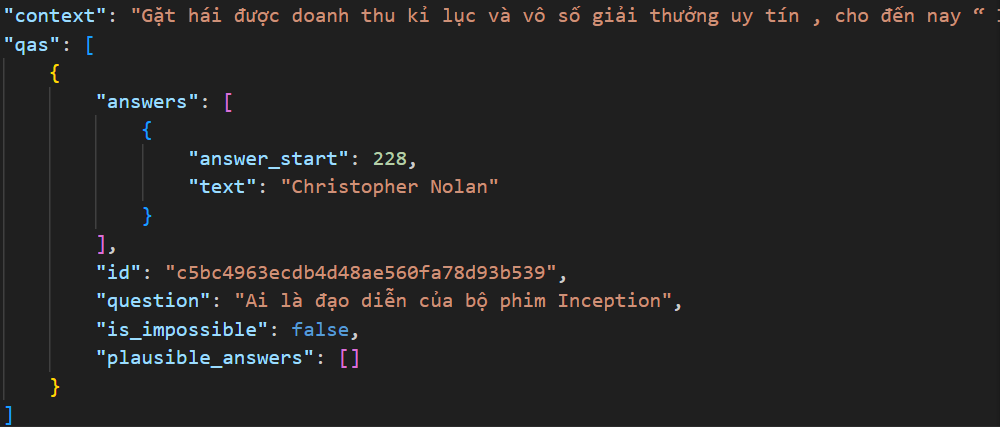 "context": "Gặt hái được doanh thu kỉ lục và vô số giải thưởng uy tín , cho đến nay “
"qas": [
{
"answers": [
{
"answer_start": 228,
"text": "Christopher Nolan"
}
],
"id": "c5bc4963ecdb4d48ae560fa78d93b539",
"question": "Ai là đạo diễn của bộ phim Inception",
"is_impossible": false,
"plausible_answers": []
}
]